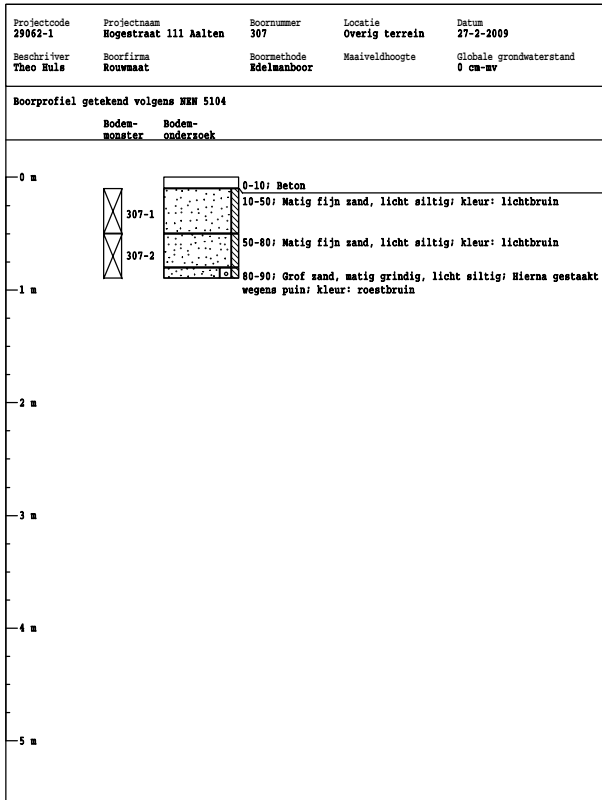 Projectcode Projectnaam Boornummer Locatie Datum
29062-1 Hogestraat 111 Aalten 307 Overig terrein 27-2-2009
Beschrijver Boorfirma Boormethode Maaiveldhoogte Globale grondwaterstand
Theo Huls Rouwmaat Edelmanboor 0 cm-mv
Boorprofiel getekend volgens NEN 5104
Bodem- Bodem-
monster onderzoek
0 m
0-10; Beton
10-50; Matig fijn zand, licht siltig; kleur: lichtbruin
307-1
50-80; Matig fijn zand, licht siltig; kleur: lichtbruin
307-2
80-90; Grof zand, matig grindig, licht siltig; Hierna gestaakt
1 m wegens puin; kleur: roestbruin
2 m
3 m
4 m
5 m